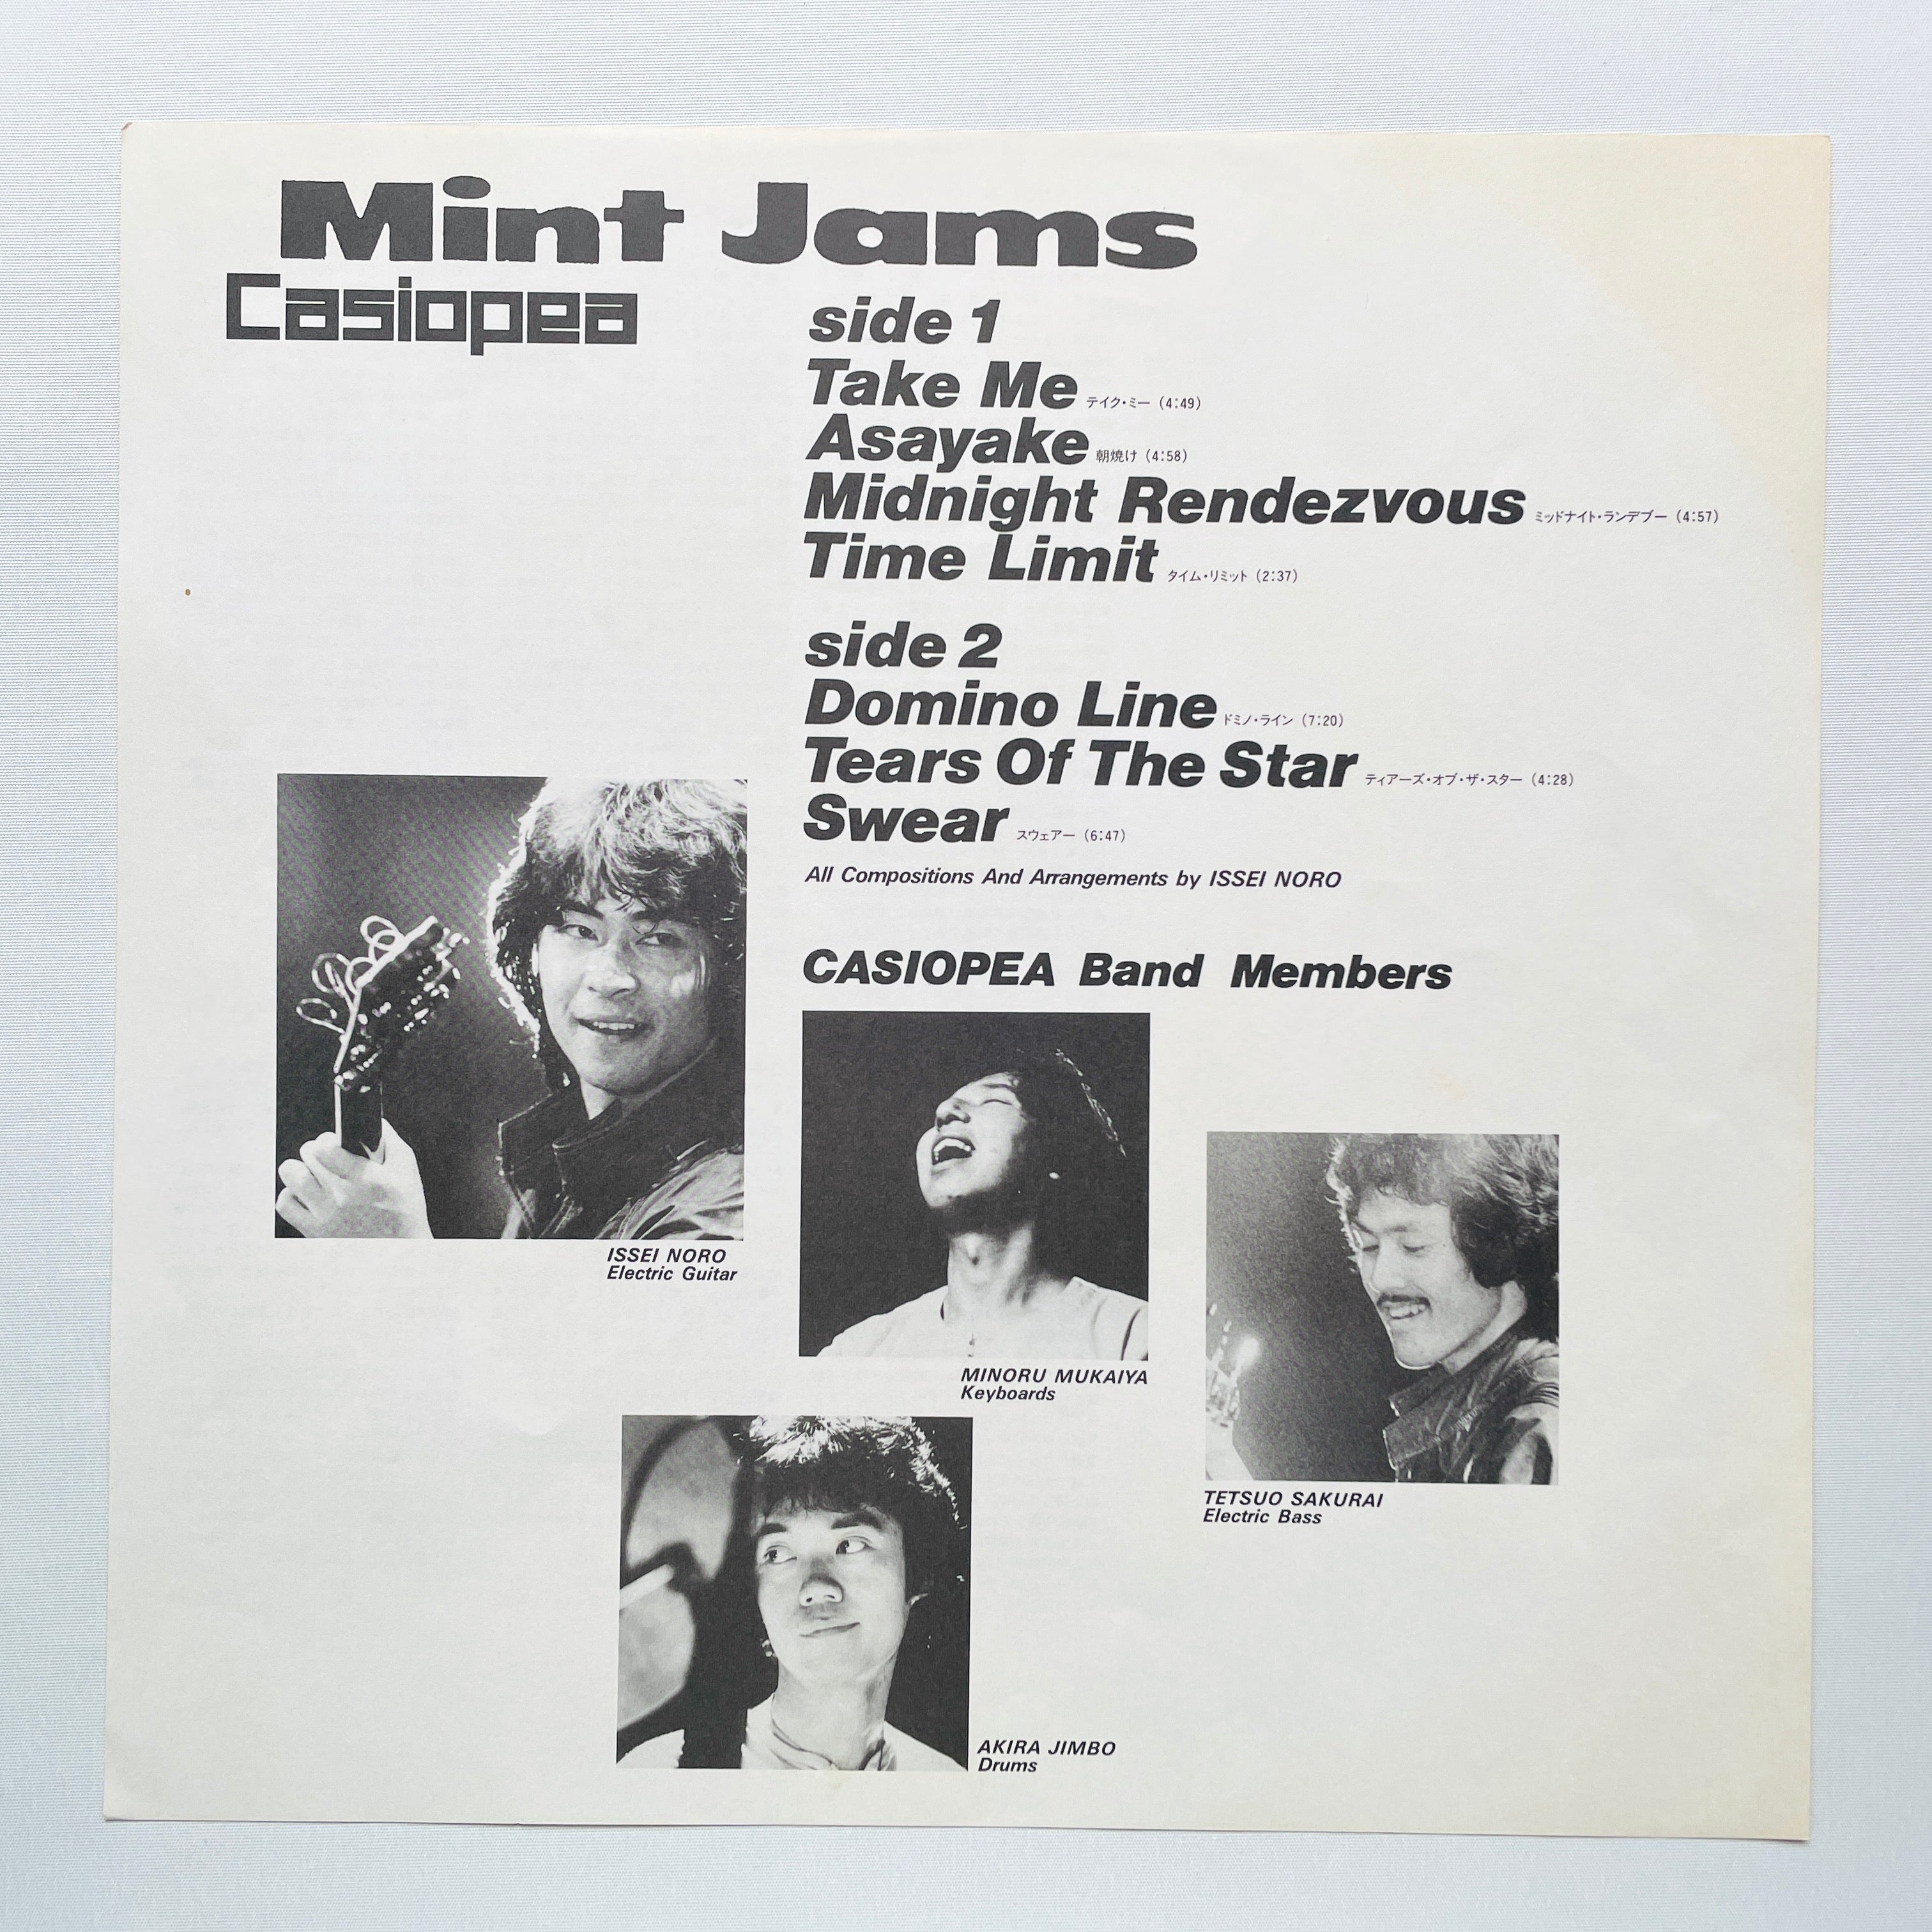 Mint Jams
Casiopea
side 1
Take Me テイク・ミー (4:49)
Asayake 朝焼け (4:58)
Midnight Rendezvous ミッドナイト・ランデブー (4:57)
Time Limit タイム・リミット (2:37)
side 2
Domino Line ドミノ・ライン (7:20)
Tears Of The Star ティアーズ・オブ・ザ・スター (4:28)
Swear スウェアー (6:47)
All Compositions And Arrangements by ISSEI NORO
CASIOPEA Band Members
ISSEI NORO
Electric Guitar
MINORU MUKAIYA
Keyboards
TETSUO SAKURAI
Electric Bass
AKIRA JIMBO
Drums